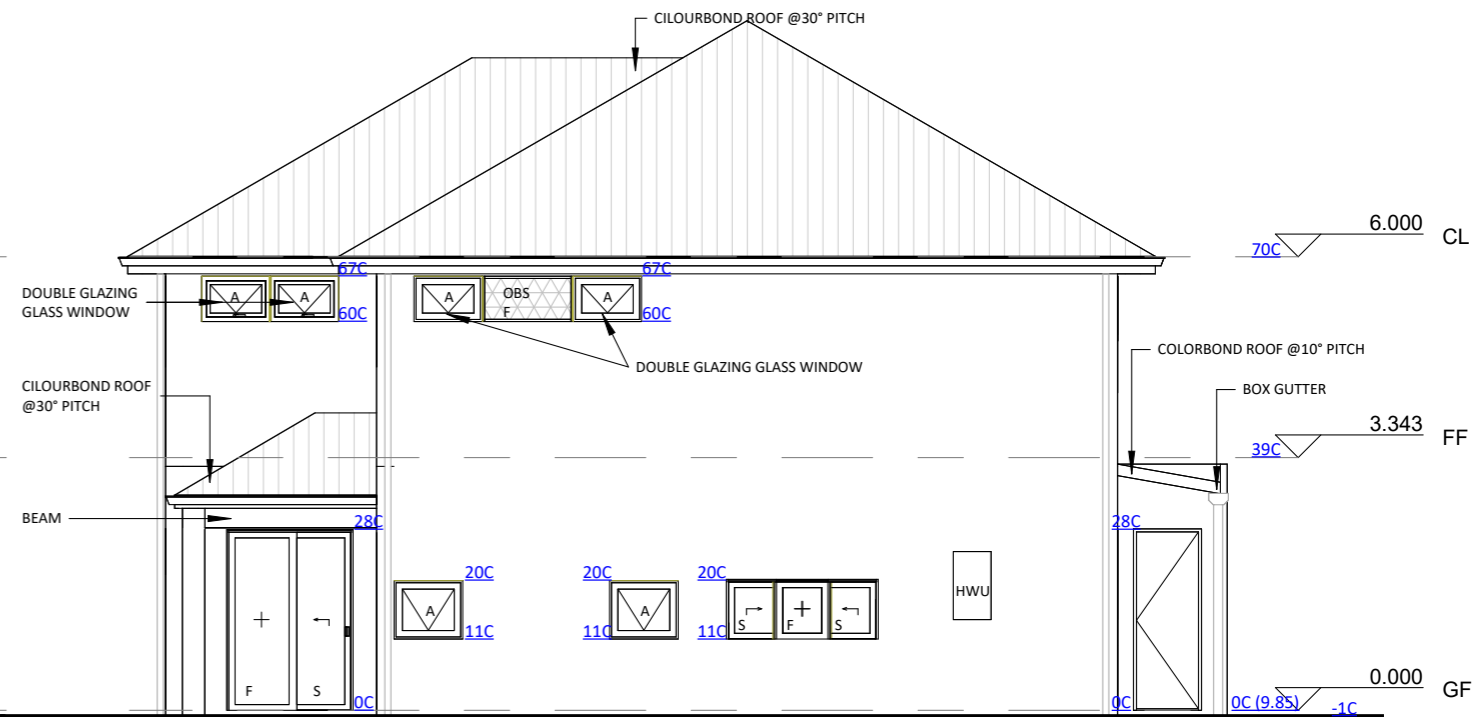 CILOURBOND ROOF @30° PITCH
6.000 CL
70C
67C 67C
DOUBLE GLAZING
GLASS WINDOW
A A A OBS
F A
60C 60C
COLORBOND ROOF @10° PITCH
DOUBLE GLAZING GLASS WINDOW
CILOURBOND ROOF
@30° PITCH
BOX GUTTER
3.343 FF
39C
BEAM
28C 28C
20C 20C 20C
HWU
A A S F S
11C 11C 11C
F S
0.000 GF
0C 0C 0C (9.85) -1C